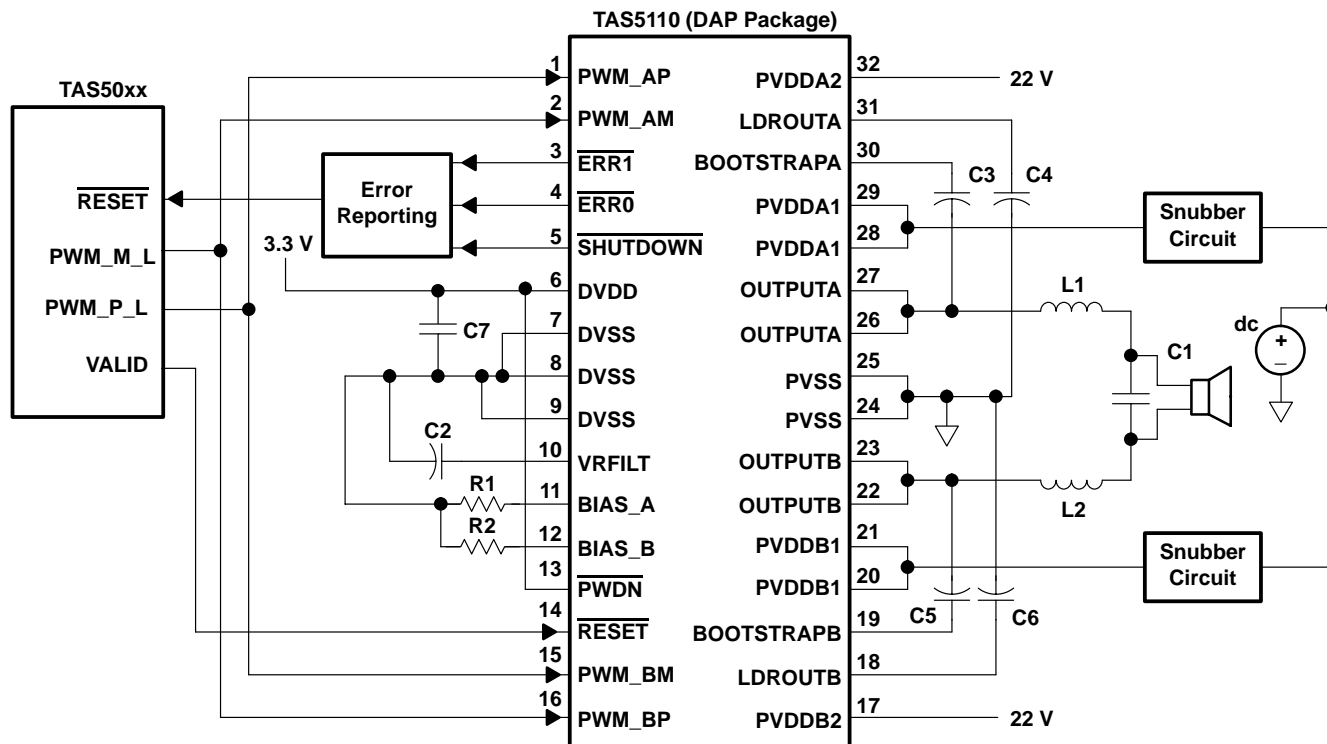 TAS5110 (DAP Package)
TAS50xx
RESET
PWM_M_L
PWM_P_L
VALID
Error
Reporting
3.3 V
C7
C2
R1
R2
1
PWM_AP
2
PWM_AM
3
ERR1
4
ERR0
5
SHUTDOWN
6
DVDD
7
DVSS
8
DVSS
9
DVSS
10
VRFILT
11
BIAS_A
12
BIAS_B
13
PWDN
14
RESET
15
PWM_BM
16
PWM_BP
PVDDA2
32
22 V
LDROUTA
31
BOOTSTRAPA
30
C3
C4
PVDDA1
29
PVDDA1
28
Snubber
Circuit
OUTPUTA
27
L1
OUTPUTA
26
dc
+
–
C1
PVSS
25
PVSS
24
OUTPUTB
23
OUTPUTB
22
L2
PVDDB1
21
PVDDB1
20
Snubber
Circuit
C5
C6
BOOTSTRAPB
19
LDROUTB
18
PVDDB2
17
22 V